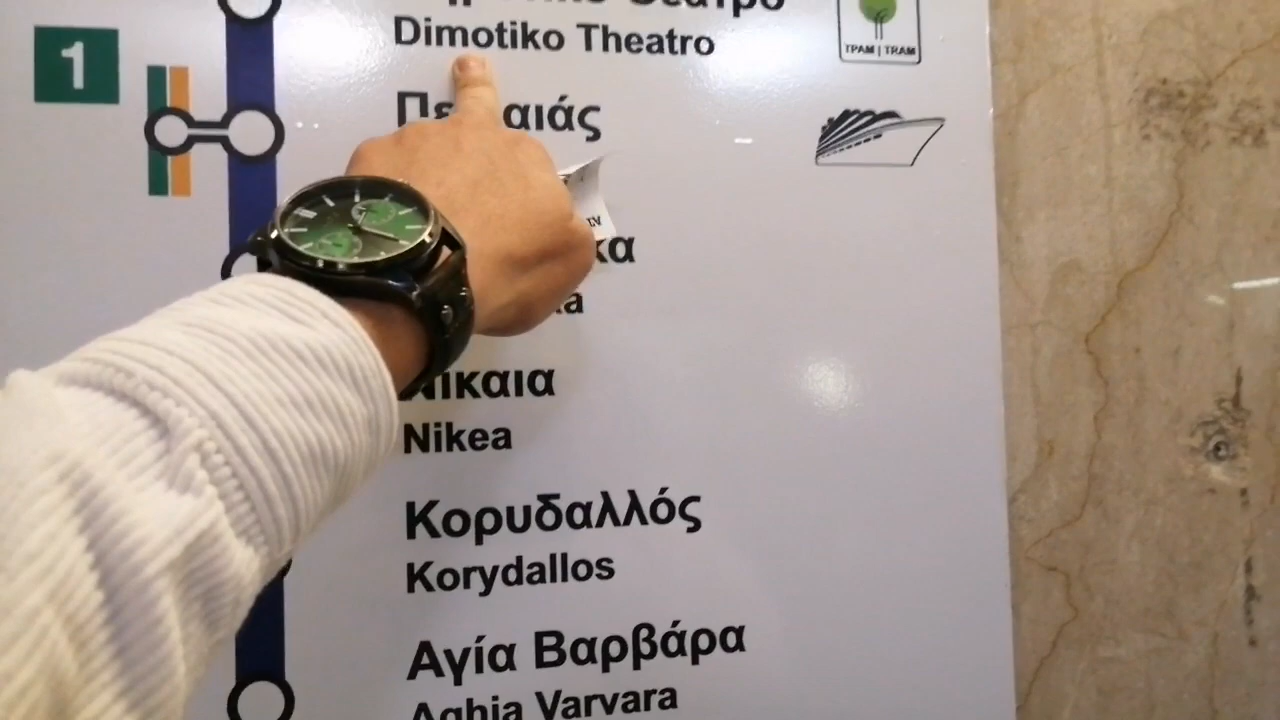 Dimotiko Theatro
ΤΡΑΜ | TRAM
1
Νίκαια
Nikea
Κορυδαλλός
Korydallos
Αγία Βαρβάρα
Aghia Varvara